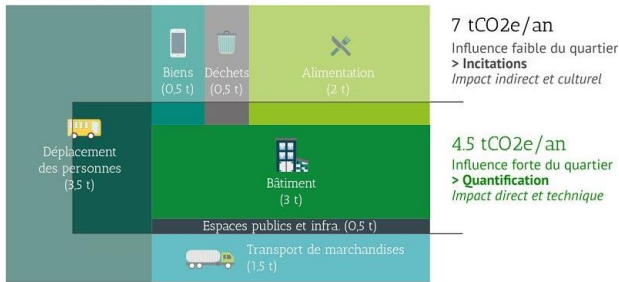 Biens
(0,5 t)
Déchets
(0,5 t)
Alimentation
(2 t)
Déplacement
des personnes
(3,5 t)
Bâtiment
(3 t)
Espaces publics et infra. (0,5 t)
Transport de marchandises
(1,5 t)
7 tCO2e/an
Influence faible du quartier
> Incitations
Impact indirect et culturel
4.5 tCO2e/an
Influence forte du quartier
> Quantification
Impact direct et technique